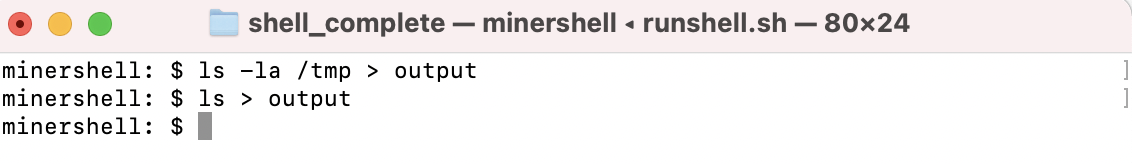 shell_complete — minershell ◂ runshell.sh — 80×24
minershell: $ ls -la /tmp > output ]
minershell: $ ls > output ]
minershell: $